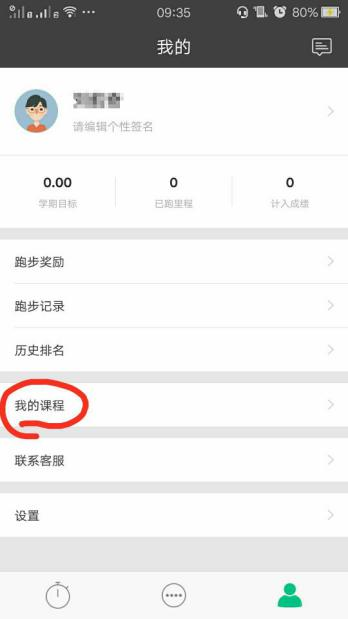 09:35
80%
我的
请编辑个性签名
0.00
0
0
学期目标
已跑里程
计入成绩
跑步奖励
跑步记录
历史排名
我的课程
联系客服
设置